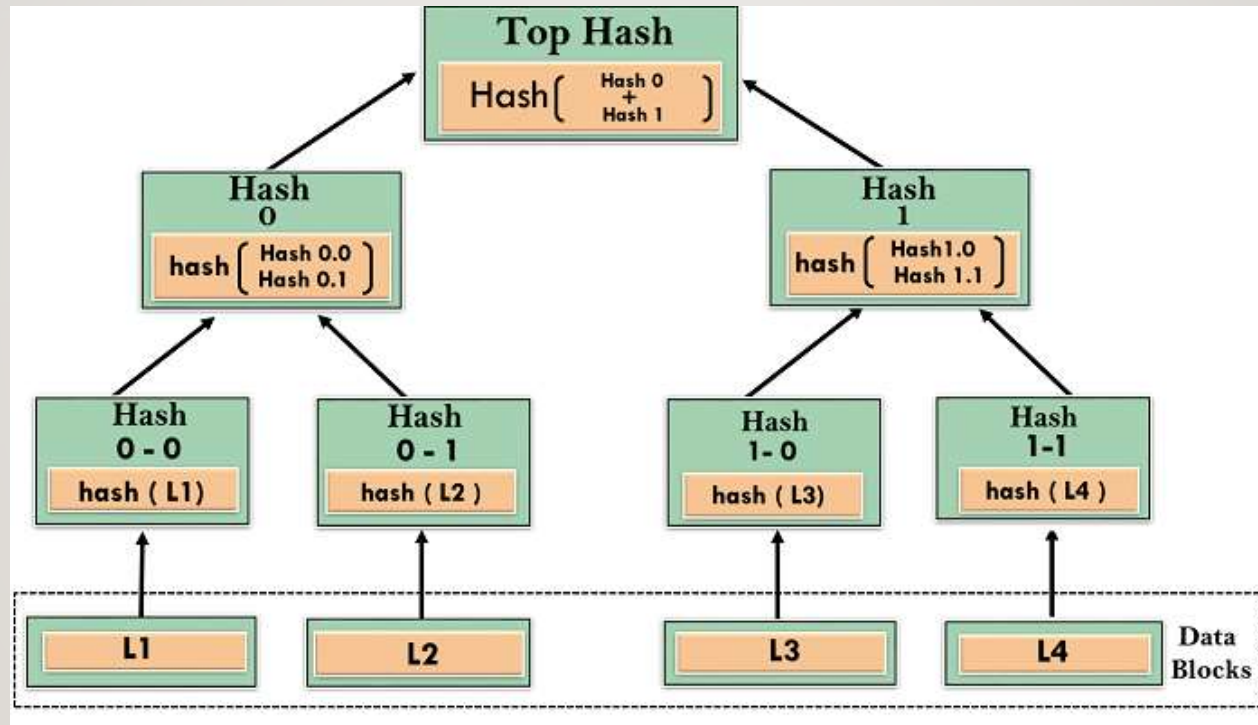 Top Hash
Hash ( Hash 0
+
Hash 1 )
Hash
0
hash ( Hash 0.0
Hash 0.1 )
Hash
1
hash ( Hash1.0
Hash 1.1 )
Hash
0 - 0
hash ( L1)
Hash
0 - 1
hash ( L2 )
Hash
1- 0
hash ( L3)
Hash
1-1
hash ( L4 )
L1
L2
L3
L4
Data
Blocks